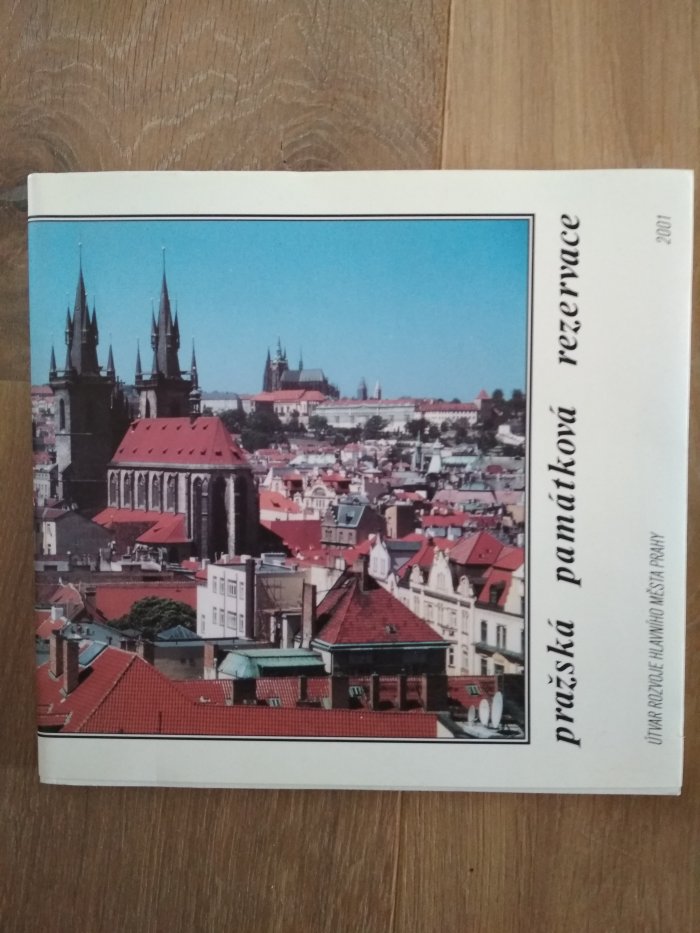 pražská památková rezervace
ÚTVAR ROZVOJE HLAVNÍHO MĚSTA PRAHY 2001